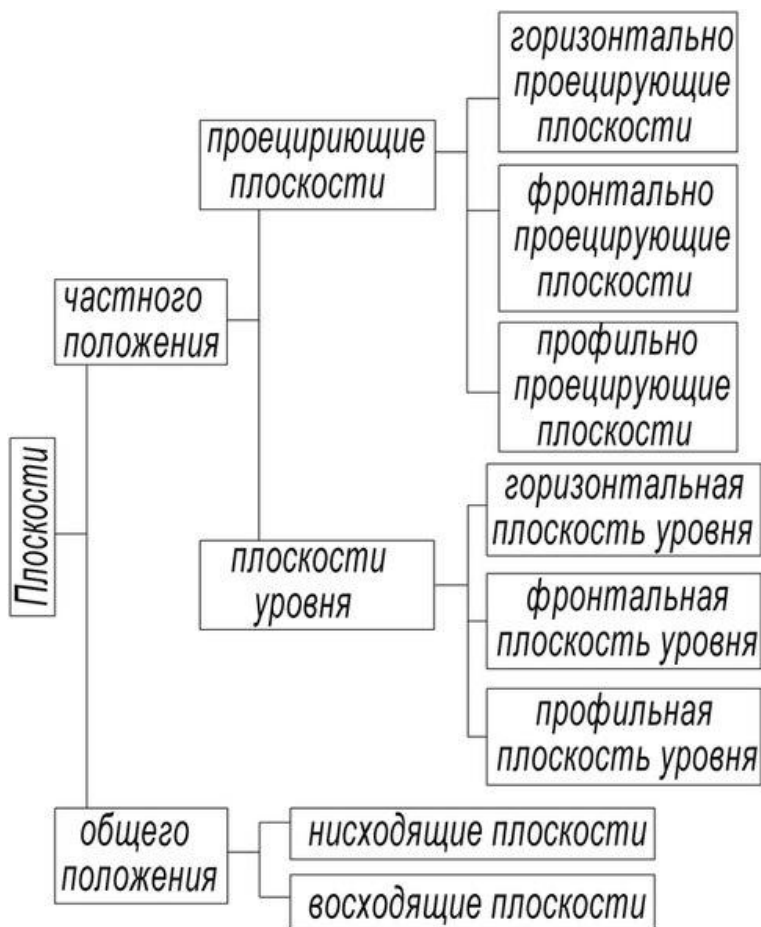 Плоскости
частного
положения
проецириющие
плоскости
горизонтально
проецирующие
плоскости
фронтально
проецирующие
плоскости
профильно
проецирующие
плоскости
плоскости
уровня
горизонтальная
плоскость уровня
фронтальная
плоскость уровня
профильная
плоскость уровня
общего
положения
нисходящие плоскости
восходящие плоскости